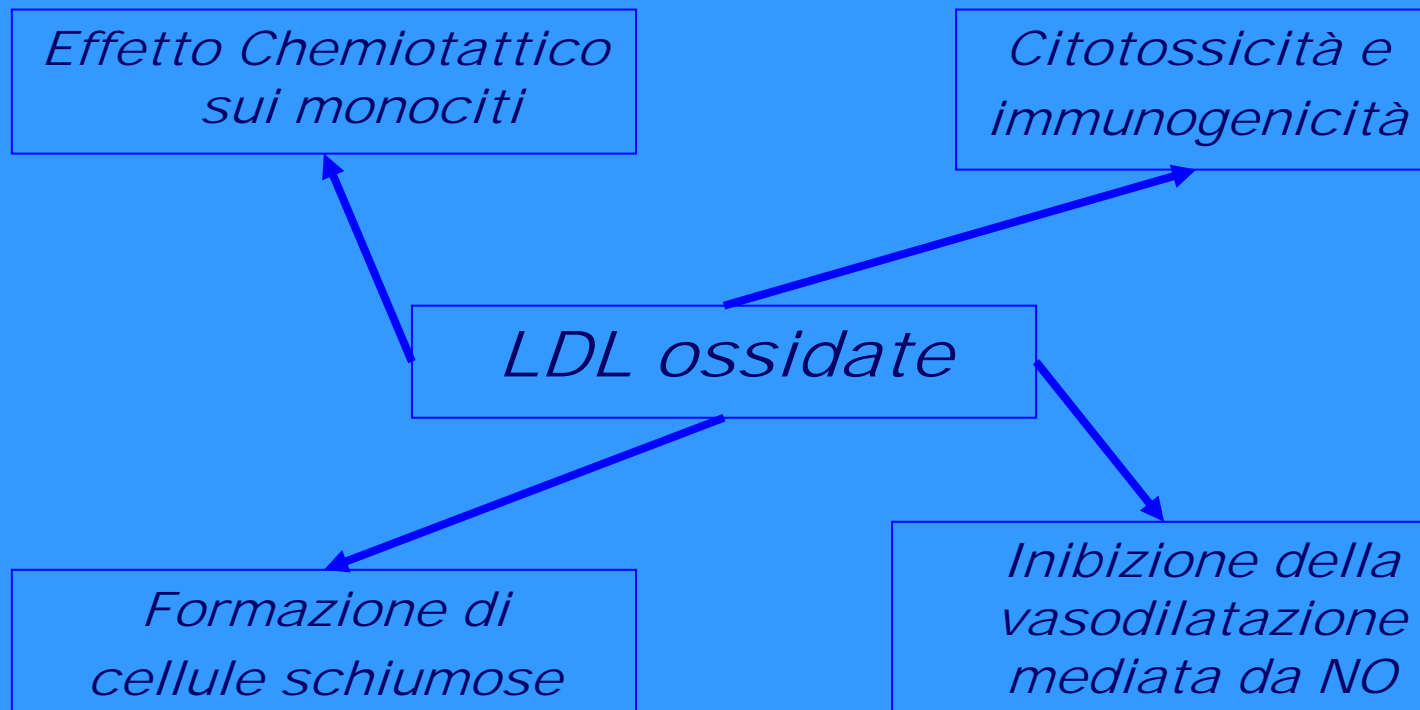 Effetto Chemiotattico
sui monociti
Citotossicità e
immunogenicità
LDL ossidate
Formazione di
cellule schiumose
Inibizione della
vasodilatazione
mediata da NO